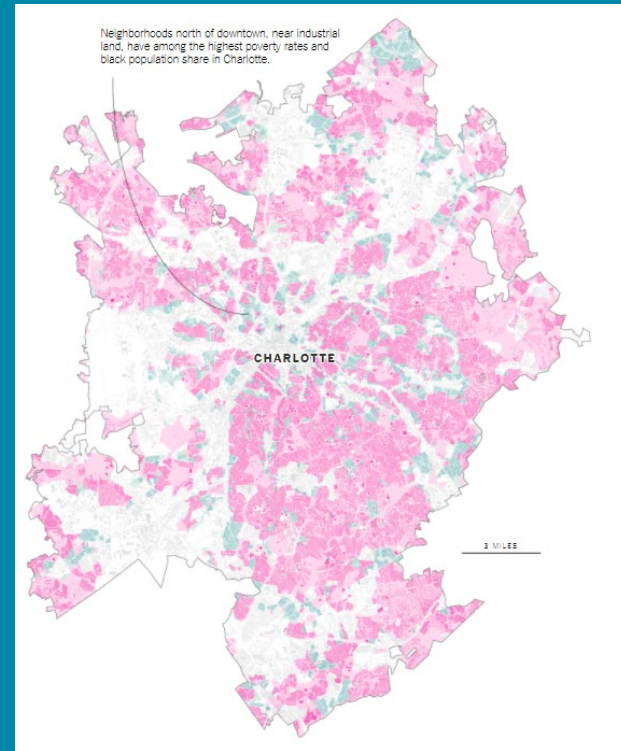 Neighborhoods north of downtown, near industrial
land, have among the highest poverty rates and
black population share in Charlotte.
CHARLOTTE
3 MILES